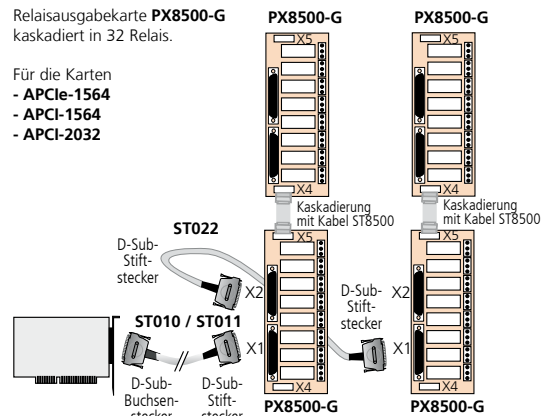 Relaisausgabekarte PX8500-G
kaskadiert in 32 Relais.
Für die Karten
- APCIe-1564
- APCI-1564
- APCI-2032
PX8500-G
PX8500-G
X5
X5
X4
X4
Kaskadierung
mit Kabel ST8500
Kaskadierung
mit Kabel ST8500
X5
X5
ST022
D-Sub-
Stift-
stecker
X2
D-Sub-
Stift-
stecker
X2
ST010 / ST011
X1
X1
D-Sub-
Buchsen-
stecker
D-Sub-
Stift-
stecker
X4
X4
PX8500-G
PX8500-G